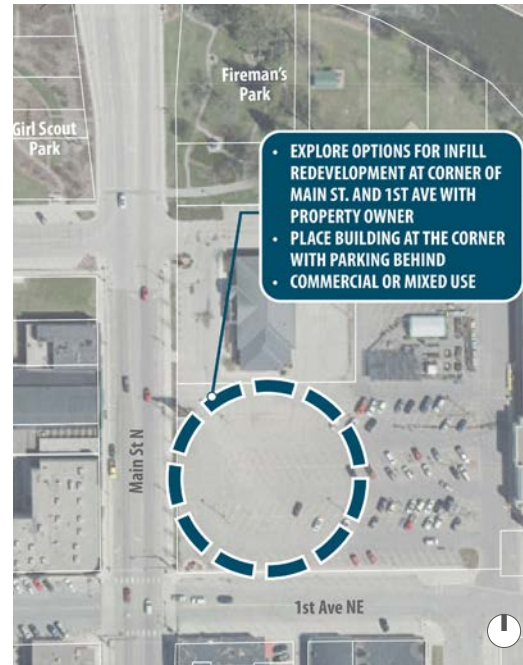 Fireman's
Park
Girl Scout
Park
• EXPLORE OPTIONS FOR INFILL
REDEVELOPMENT AT CORNER OF
MAIN ST. AND 1ST AVE WITH
PROPERTY OWNER
• PLACE BUILDING AT THE CORNER
WITH PARKING BEHIND
• COMMERCIAL OR MIXED USE
Main St N
1st Ave NE